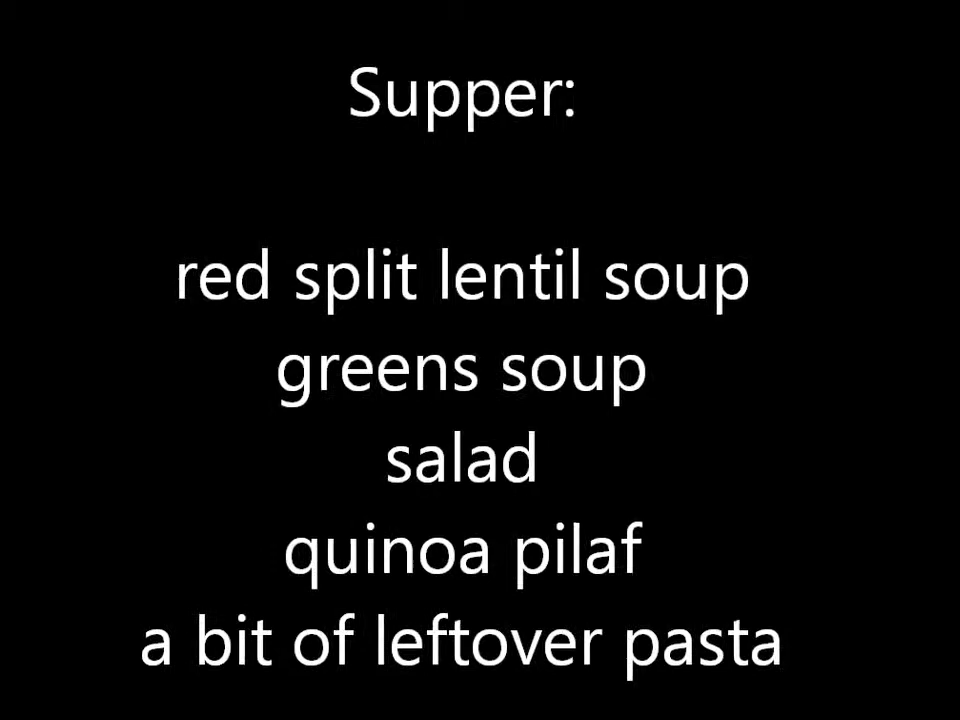 Supper:
red split lentil soup
greens soup
salad
quinoa pilaf
a bit of leftover pasta